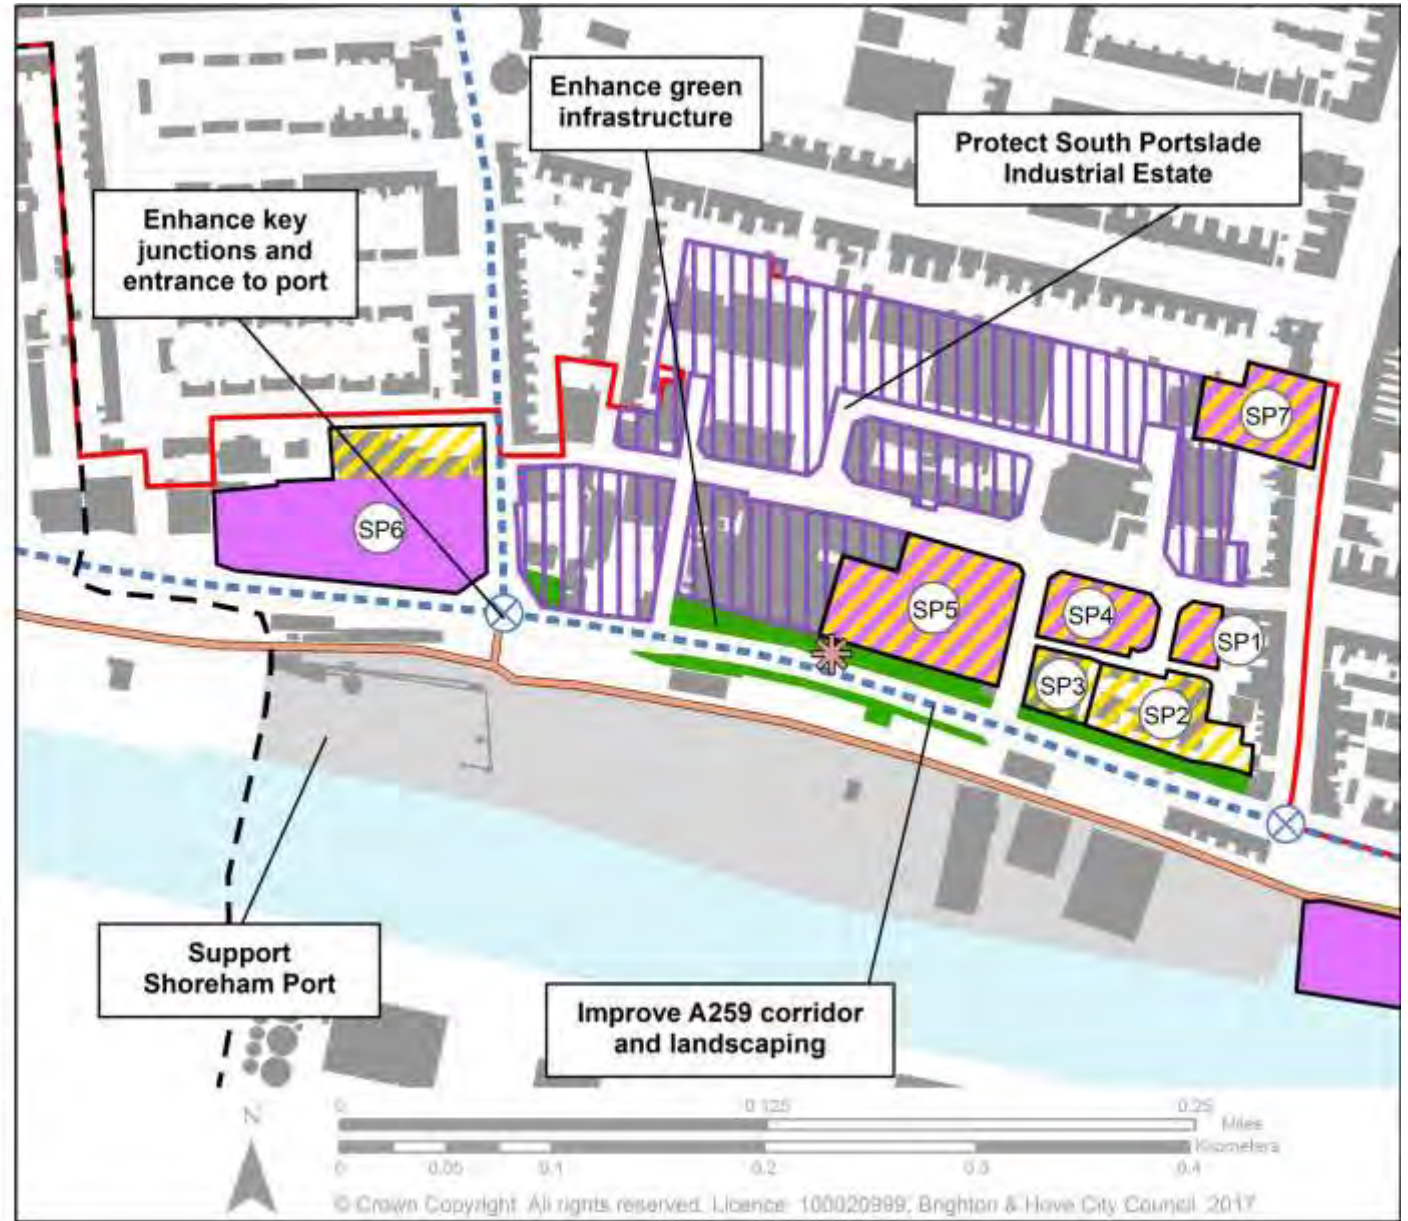 Enhance green
infrastructure
Protect South Portslade
Industrial Estate
Enhance key
junctions and
entrance to port
SP7
SP6
SP5
SP4
SP1
SP3
SP2
Support
Shoreham Port
Improve A259 corridor
and landscaping
N
0 0.125 0.25
Miles
Kilometers
0 0.05 0.1 0.2 0.3 0.4
© Crown Copyright. All rights reserved. Licence: 100020999, Brighton & Hove City Council. 2017